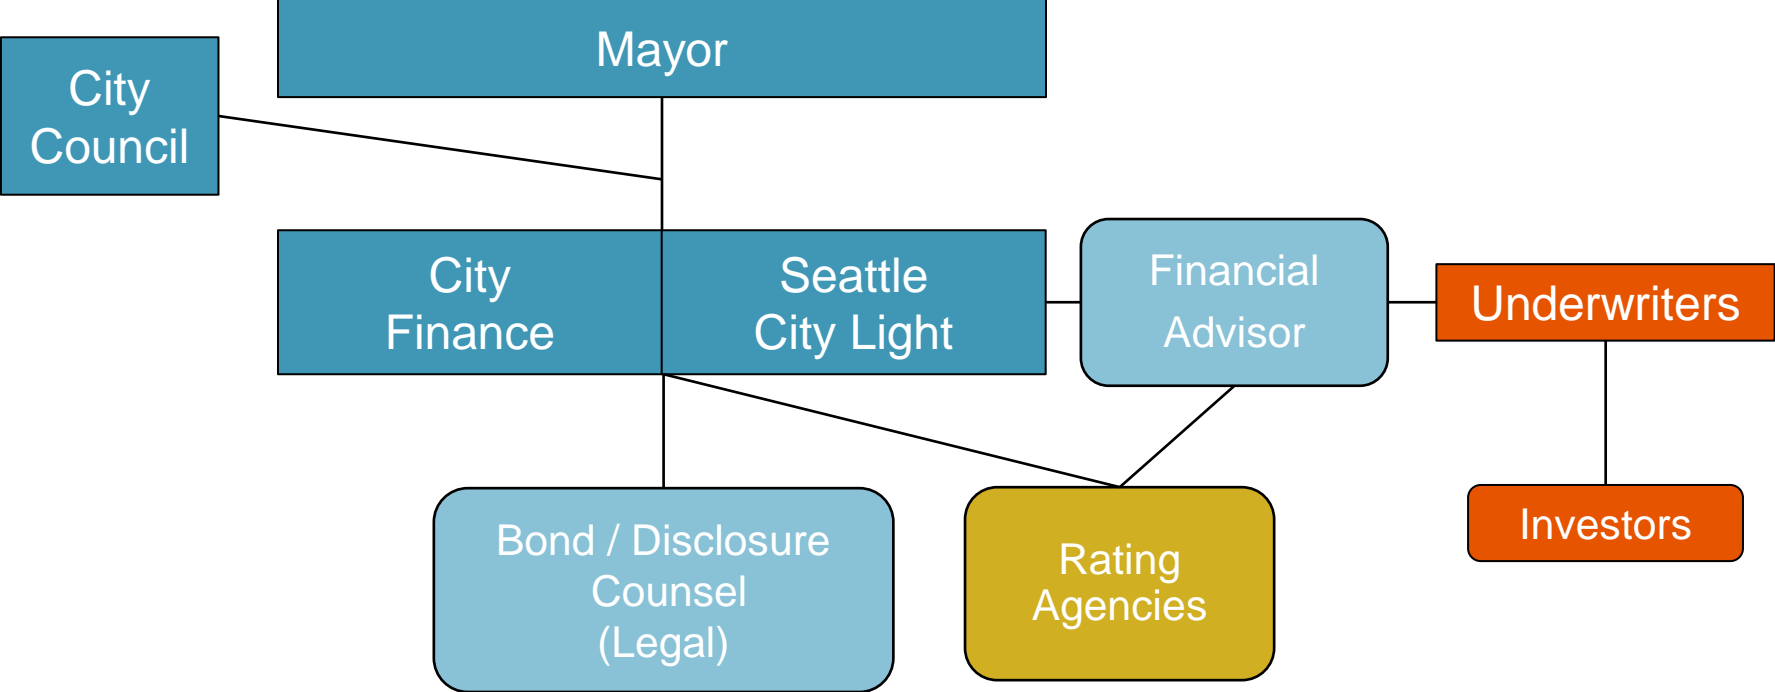 Mayor
City
Council
City
Finance
Seattle
City Light
Financial
Advisor
Underwriters
Bond / Disclosure
Counsel
(Legal)
Rating
Agencies
Investors